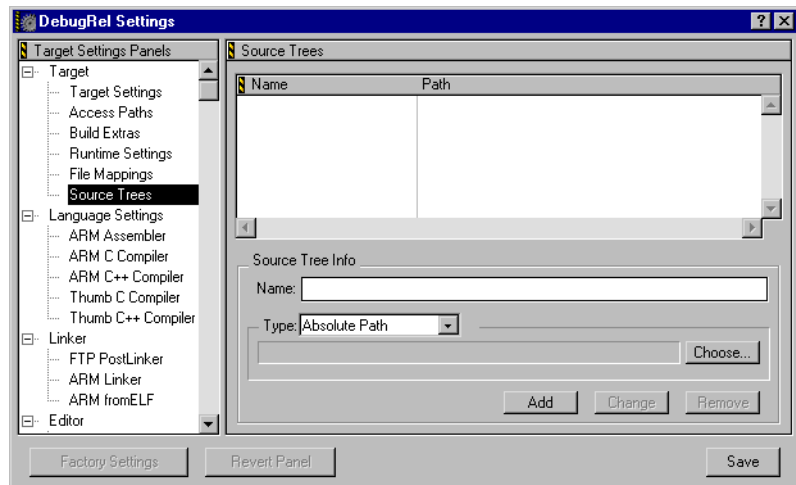 DebugRel Settings
? X
Target Settings Panels
Target
Target Settings
Access Paths
Build Extras
Runtime Settings
File Mappings
Source Trees
Language Settings
ARM Assembler
ARM C Compiler
ARM C++ Compiler
Thumb C Compiler
Thumb C++ Compiler
Linker
FTP PostLinker
ARM Linker
ARM fromELF
Editor
Source Trees
Name Path
Source Tree Info
Name:
Type: Absolute Path
Choose...
Add Change Remove
Factory Settings Revert Panel Save